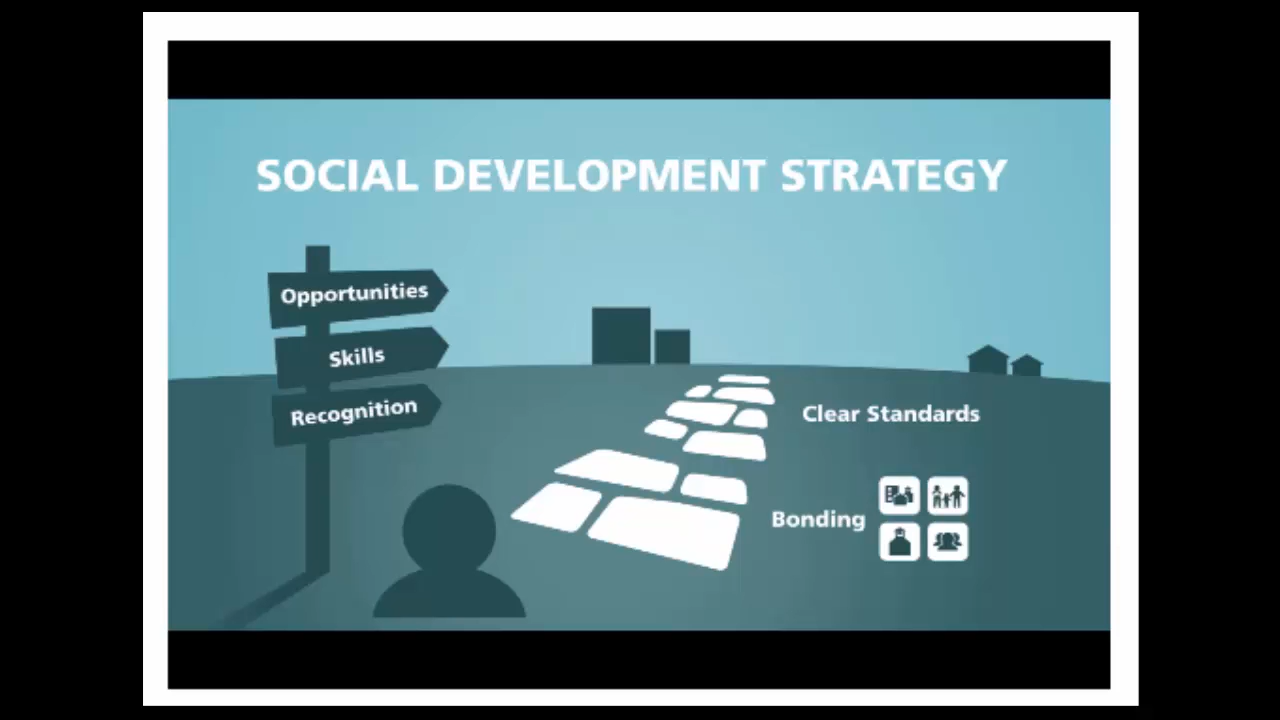 SOCIAL DEVELOPMENT STRATEGY
Opportunities
Skills
Recognition
Clear Standards
Bonding